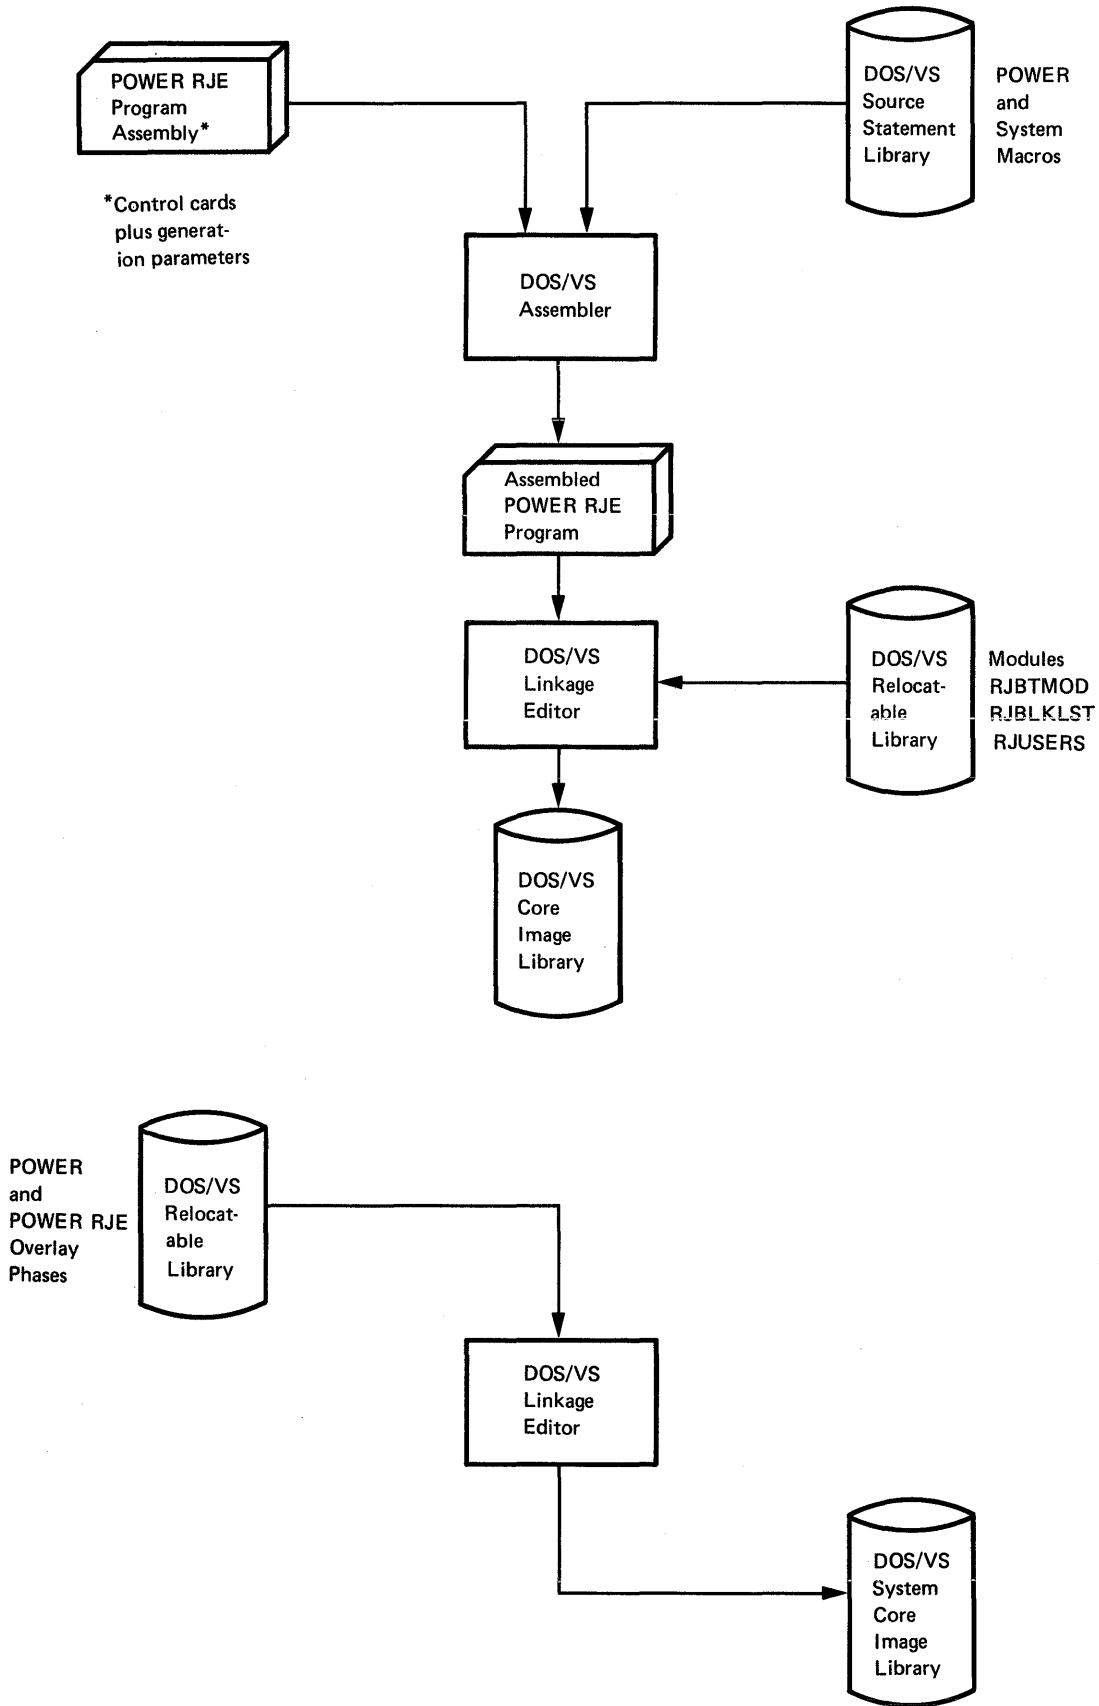 POWER RJE
Program
Assembly*
*Control cards
plus generat-
ion parameters
DOS/VS
Source
Statement
Library
POWER
and
System
Macros
DOS/VS
Assembler
Assembled
POWER RJE
Program
DOS/VS
Linkage
Editor
DOS/VS
Relocat-
able
Library
Modules
RJBTMOD
RJBLKLST
RJUSERS
DOS/VS
Core
Image
Library
POWER
and
POWER RJE
Overlay
Phases
DOS/VS
Relocat-
able
Library
DOS/VS
Linkage
Editor
DOS/VS
System
Core
Image
Library